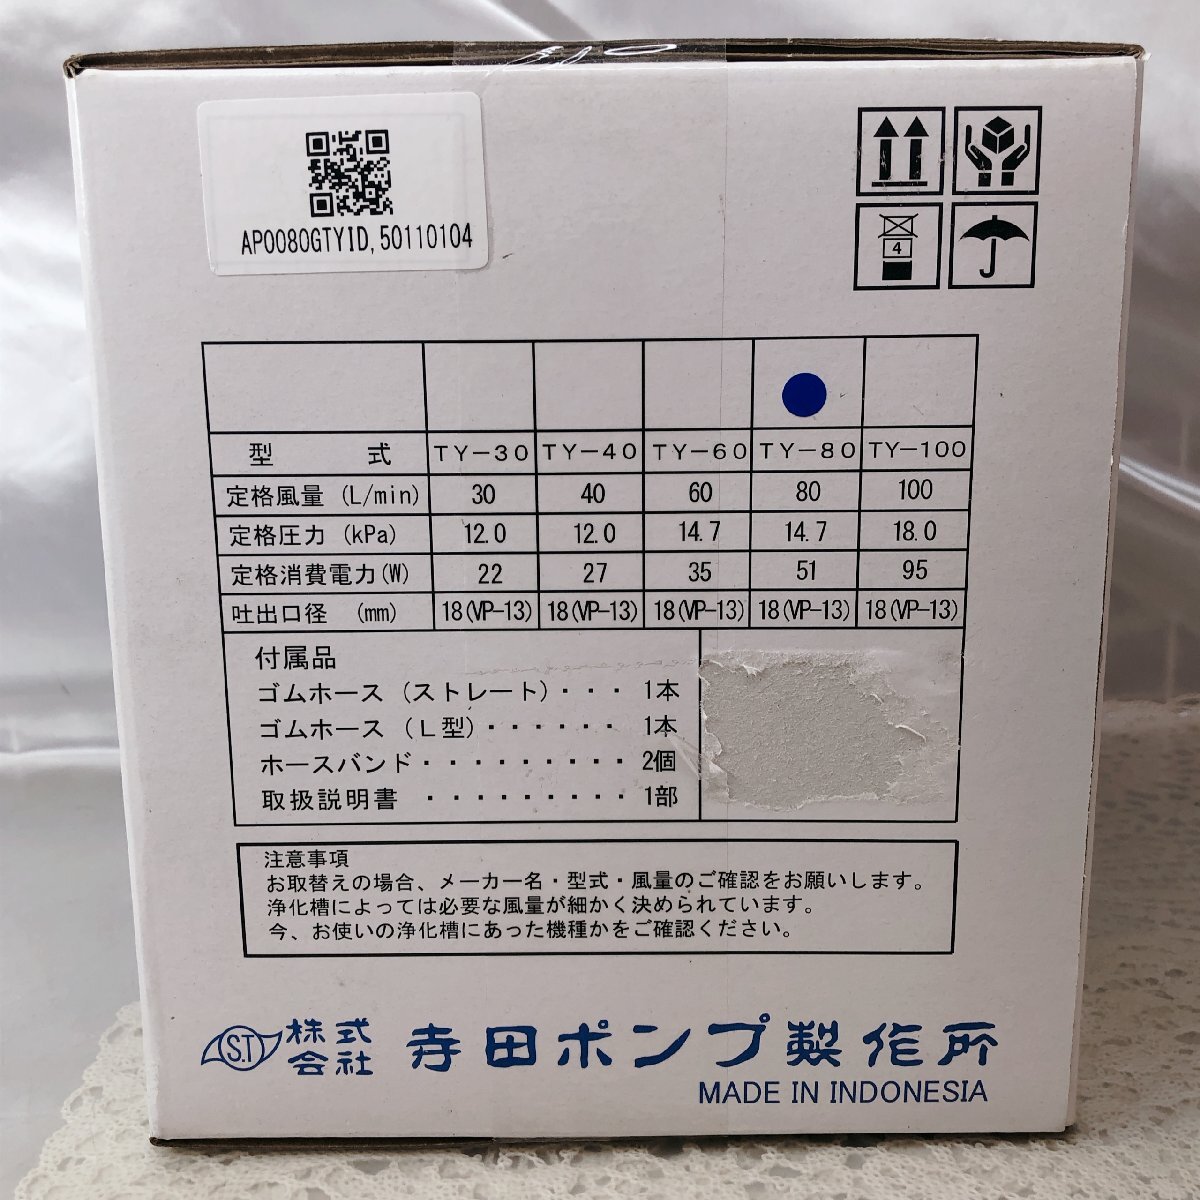 AP0080GTYID,50110104
4
型 式 TY-30 TY-40 TY-60 TY-80 TY-100
定格風量 (L/min) 30 40 60 80 100
定格圧力 (kPa) 12.0 12.0 14.7 14.7 18.0
定格消費電力(W) 22 27 35 51 95
吐出口径 (mm) 18(VP-13) 18(VP-13) 18(VP-13) 18(VP-13) 18(VP-13)
付属品
ゴムホース(ストレート)・・・ 1本
ゴムホース(L型)・・・・・・ 1本
ホースバンド・・・・・・・・・ 2個
取扱説明書 ・・・・・・・・・ 1部
注意事項
お取替えの場合、メーカー名・型式・風量のご確認をお願いします。
浄化槽によっては必要な風量が細かく決められています。
今、お使いの浄化槽にあった機種かをご確認ください。
S.T 株式会社 寺田ポンプ製作所
MADE IN INDONESIA